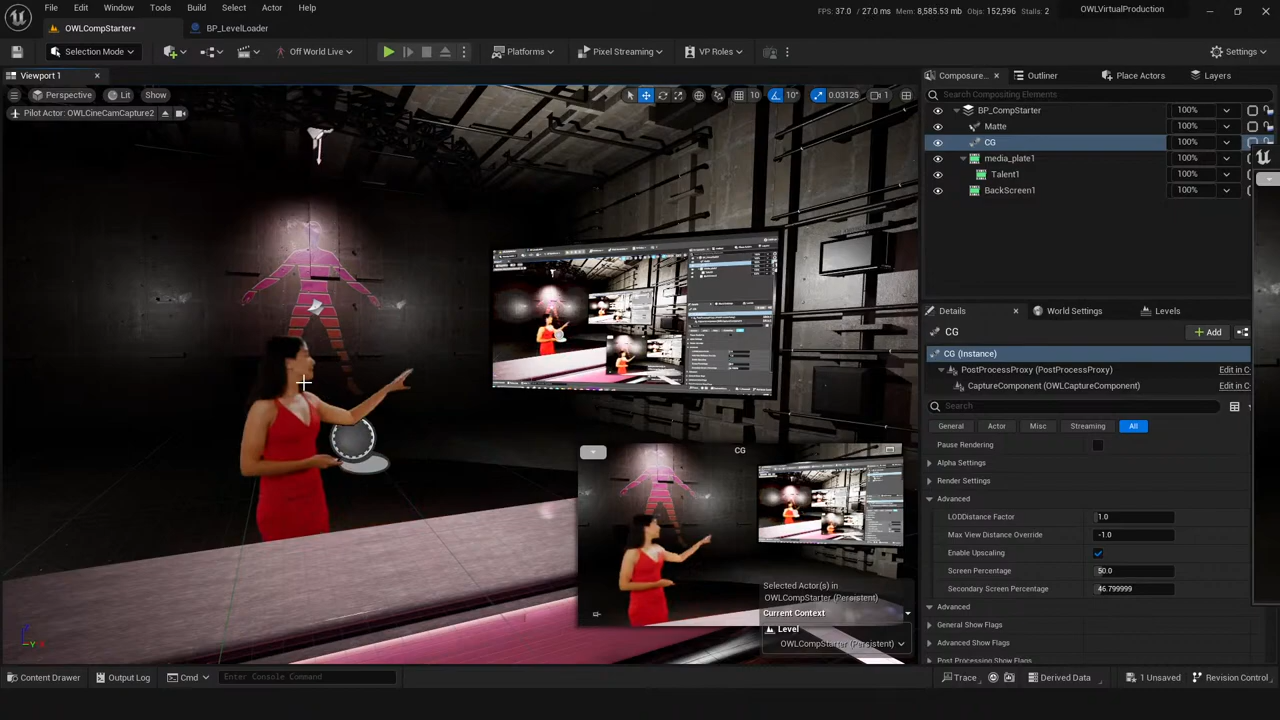 File Edit Window Tools Build Select Actor Help
FPS: 37.0 / 27.0 ms Mem: 8,585.53 mb Objs: 152,596 Stalls: 2
OWLVirtualProduction
OWLCompStarter*
BP_LevelLoader
Selection Mode
Off World Live
Platforms
Pixel Streaming
VP Roles
Settings
Viewport 1
Composure...
Outliner
Place Actors
Layers
Perspective
Lit
Show
10
10°
0.03125
1
Search Compositing Elements
Pilot Actor: OWLCineCamCapture2
BP_CompStarter 100%
Matte 100%
CG 100%
media_plate1 100%
Talent1 100%
BackScreen1 100%
Details
World Settings
Levels
CG
Add
CG (Instance)
PostProcessProxy (PostProcessProxy) Edit in C
CaptureComponent (OWLCaptureComponent) Edit in C
Search
General Actor Misc Streaming All
Pause Rendering
Alpha Settings
Render Settings
Advanced
LODDistance Factor 1.0
Max View Distance Override -1.0
Enable Upscaling
Screen Percentage 50.0
Secondary Screen Percentage 46.799999
Advanced
General Show Flags
Advanced Show Flags
Post Processing Show Flags
CG
Selected Actor(s) in
OWLCompStarter (Persistent)
Current Context
Level
OWLCompStarter (Persistent)
Content Drawer
Output Log
Cmd
Enter Console Command
Trace
Derived Data
1 Unsaved
Revision Control